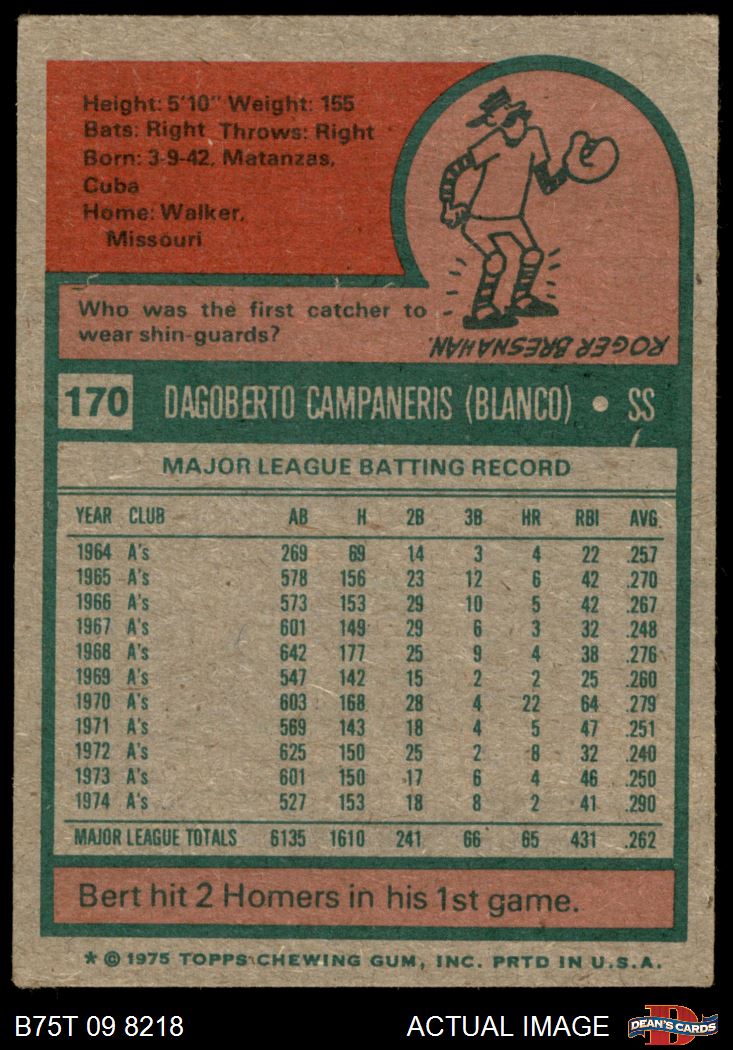 Height: 5'10" Weight: 155
Bats: Right Throws: Right
Born: 3-9-42, Matanzas,
Cuba
Home: Walker,
Missouri
Who was the first catcher to
wear shin-guards?
ROGER BRESNAHAN.
170 DAGOBERTO CAMPANERIS (BLANCO) • SS
MAJOR LEAGUE BATTING RECORD
YEAR CLUB AB H 2B 3B HR RBI AVG.
1964 A's 269 69 14 3 4 22 .257
1965 A's 578 156 23 12 6 42 .270
1966 A's 573 153 29 10 5 42 .267
1967 A's 601 149 29 6 3 32 .248
1968 A's 642 177 25 9 4 38 .276
1969 A's 547 142 15 2 2 25 .260
1970 A's 603 168 28 4 22 64 .279
1971 A's 569 143 18 4 5 47 .251
1972 A's 625 150 25 2 8 32 .240
1973 A's 601 150 17 6 4 46 .250
1974 A's 527 153 18 8 2 41 .290
MAJOR LEAGUE TOTALS 6135 1610 241 66 65 431 .262
Bert hit 2 Homers in his 1st game.
* © 1975 TOPPS CHEWING GUM, INC. PRTD IN U.S.A.
B75T 09 8218 ACTUAL IMAGE DEAN'S CARDS